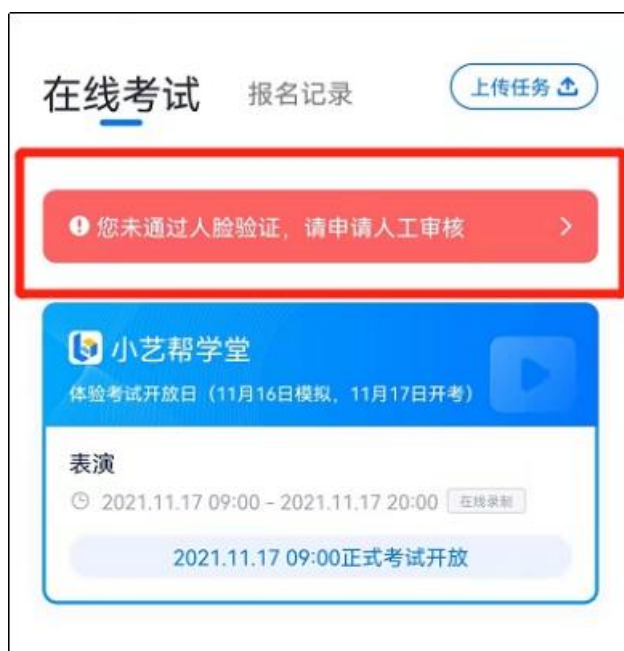 在线考试
报名记录
上传任务
您未通过人脸验证，请申请人工审核
小艺帮学堂
体验考试开放日（11月16日模拟，11月17日开考）
表演
2021.11.17 09:00 - 2021.11.17 20:00 在线录制
2021.11.17 09:00正式考试开放